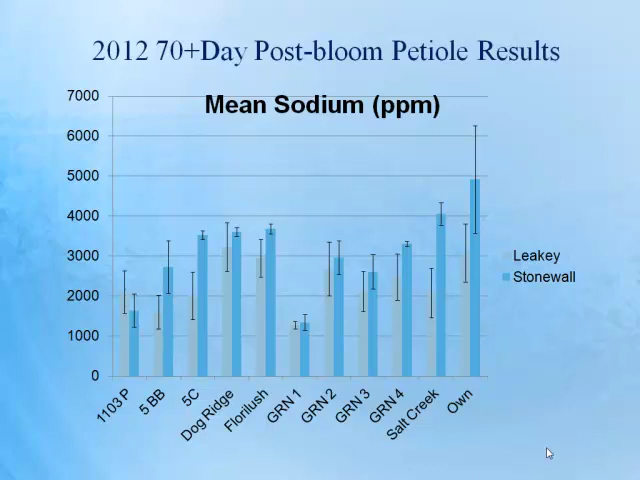 2012 70+Day Post-bloom Petiole Results
Mean Sodium (ppm)
7000
6000
5000
4000
3000
2000
1000
0
Leakey
Stonewall
1103 P
5 BB
5C
Dog Ridge
Florilush
GRN 1
GRN 2
GRN 3
GRN 4
Salt Creek
Own